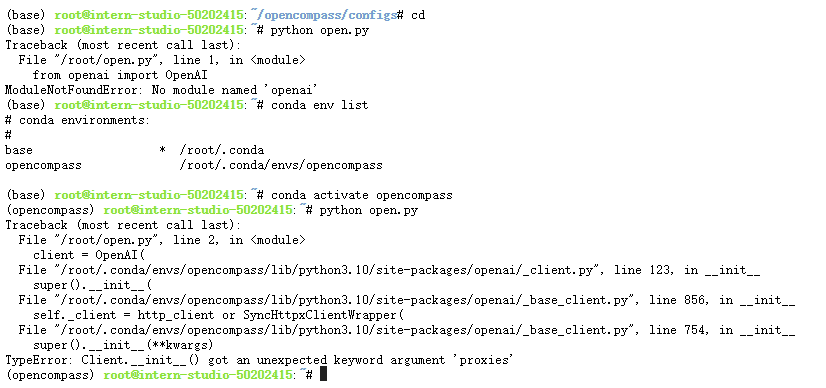 (base) root@intern-studio-50202415:~/opencompass/configs# cd
(base) root@intern-studio-50202415:~# python open.py
Traceback (most recent call last):
  File "/root/open.py", line 1, in <module>
    from openai import OpenAI
ModuleNotFoundError: No module named 'openai'
(base) root@intern-studio-50202415:~# conda env list
# conda environments:
#
base                  *  /root/.conda
opencompass              /root/.conda/envs/opencompass

(base) root@intern-studio-50202415:~# conda activate opencompass
(opencompass) root@intern-studio-50202415:~# python open.py
Traceback (most recent call last):
  File "/root/open.py", line 2, in <module>
    client = OpenAI(
  File "/root/.conda/envs/opencompass/lib/python3.10/site-packages/openai/_client.py", line 123, in __init__
    super().__init__(
  File "/root/.conda/envs/opencompass/lib/python3.10/site-packages/openai/_base_client.py", line 856, in __init__
    self._client = http_client or SyncHttpxClientWrapper(
  File "/root/.conda/envs/opencompass/lib/python3.10/site-packages/openai/_base_client.py", line 754, in __init__
    super().__init__(**kwargs)
TypeError: Client.__init__() got an unexpected keyword argument 'proxies'
(opencompass) root@intern-studio-50202415:~#